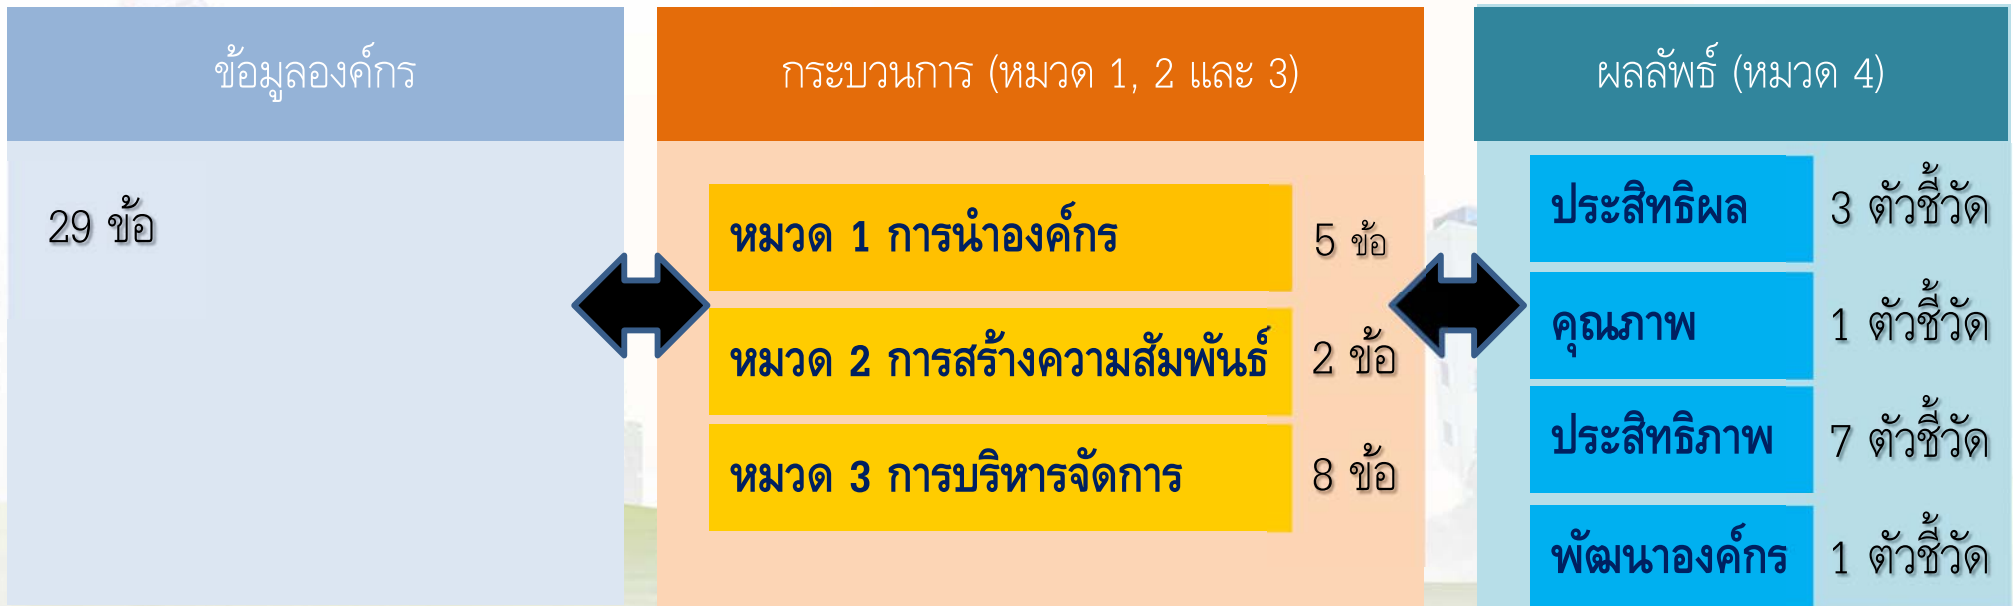 ข้อมูลองค์กร
29 ข้อ
กระบวนการ (หมวด 1, 2 และ 3)
หมวด 1 การนำองค์กร 5 ข้อ
หมวด 2 การสร้างความสัมพันธ์ 2 ข้อ
หมวด 3 การบริหารจัดการ 8 ข้อ
ผลลัพธ์ (หมวด 4)
ประสิทธิผล 3 ตัวชี้วัด
คุณภาพ 1 ตัวชี้วัด
ประสิทธิภาพ 7 ตัวชี้วัด
พัฒนาองค์กร 1 ตัวชี้วัด